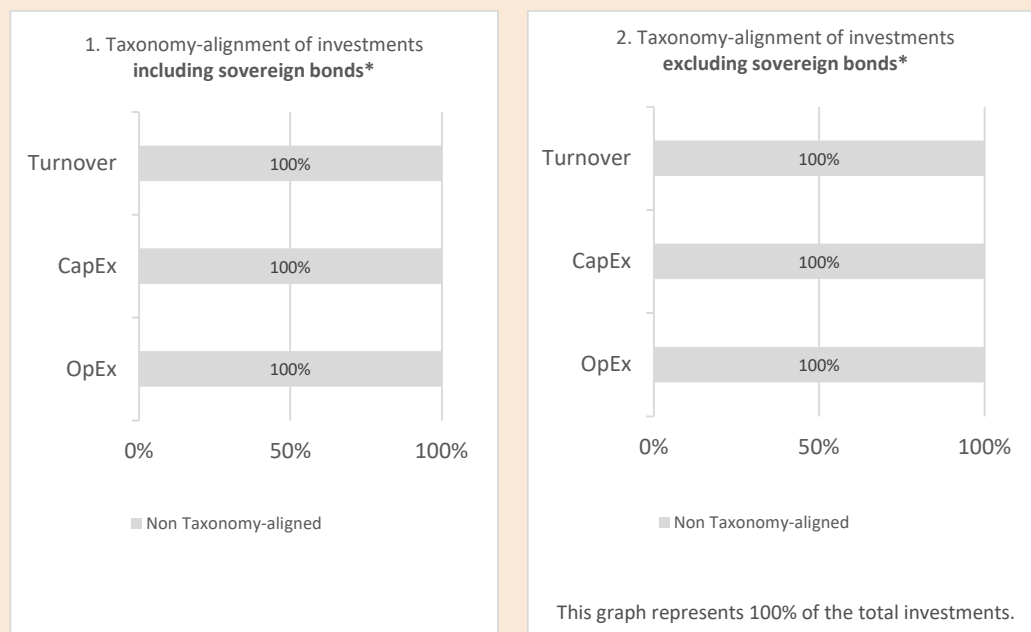 1. Taxonomy-alignment of investments
including sovereign bonds*
Turnover
100%
CapEx
100%
OpEx
100%
0%
50%
100%
Non Taxonomy-aligned
2. Taxonomy-alignment of investments
excluding sovereign bonds*
Turnover
100%
CapEx
100%
OpEx
100%
0%
50%
100%
Non Taxonomy-aligned
This graph represents 100% of the total investments.